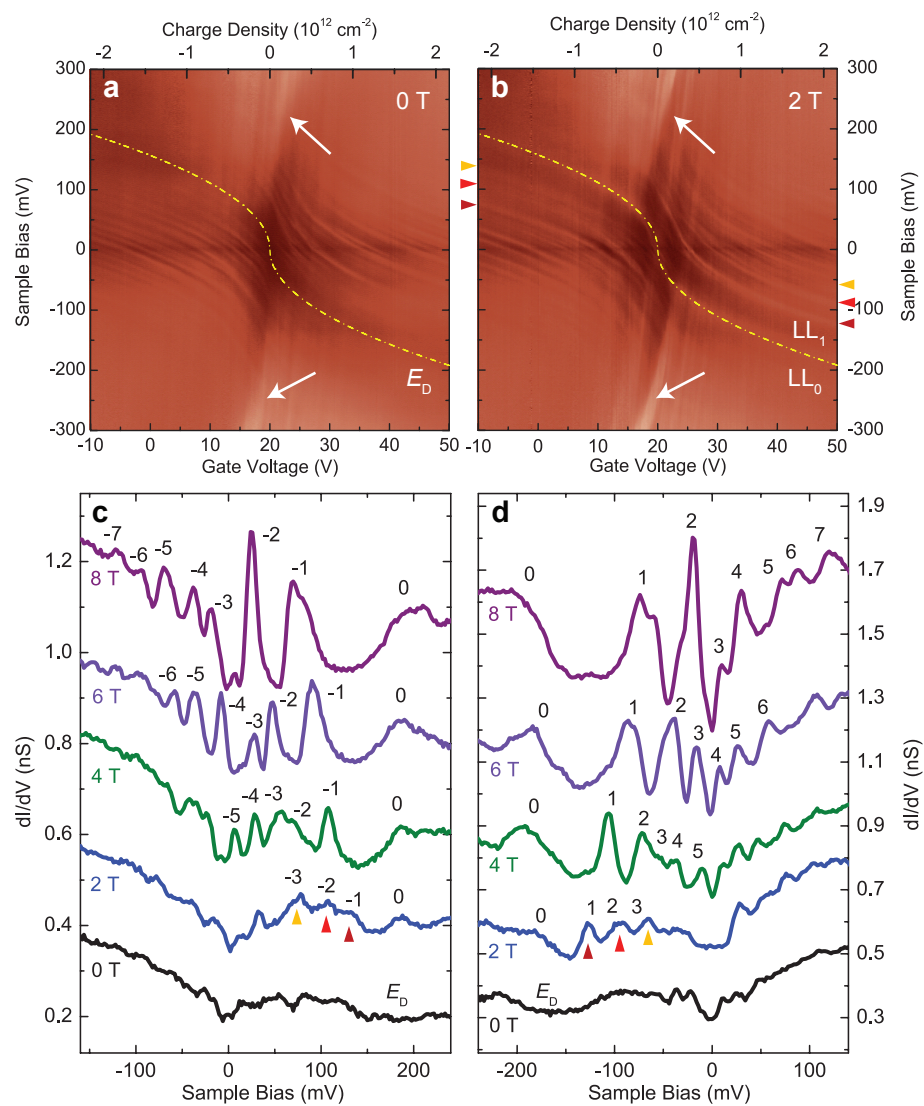 Charge Density (10^12 cm^-2)
-2 -1 0 1 2
a
0 T
E_D
300
200
100
0
-100
-200
-300
Sample Bias (mV)
-10 0 10 20 30 40 50
Gate Voltage (V)
Charge Density (10^12 cm^-2)
-2 -1 0 1 2
b
2 T
LL_1
LL_0
300
200
100
0
-100
-200
-300
Sample Bias (mV)
-10 0 10 20 30 40 50
Gate Voltage (V)
c
dI/dV (nS)
1.2
1.0
0.8
0.6
0.4
0.2
8 T
-7 -6 -5 -4 -3 -2 -1 0
6 T
-6 -5 -4 -3 -2 -1 0
4 T
-5 -4 -3 -2 -1 0
2 T
-3 -2 -1 0
0 T
E_D
-100 0 100 200
Sample Bias (mV)
d
1.9
1.7
1.5
1.3
1.1
0.9
0.7
0.5
0.3
dI/dV (nS)
8 T
0 1 2 3 4 5 6 7
6 T
0 1 2 3 4 5 6
4 T
0 1 2 3 4 5
2 T
0 1 2 3
0 T
E_D
-200 -100 0 100
Sample Bias (mV)